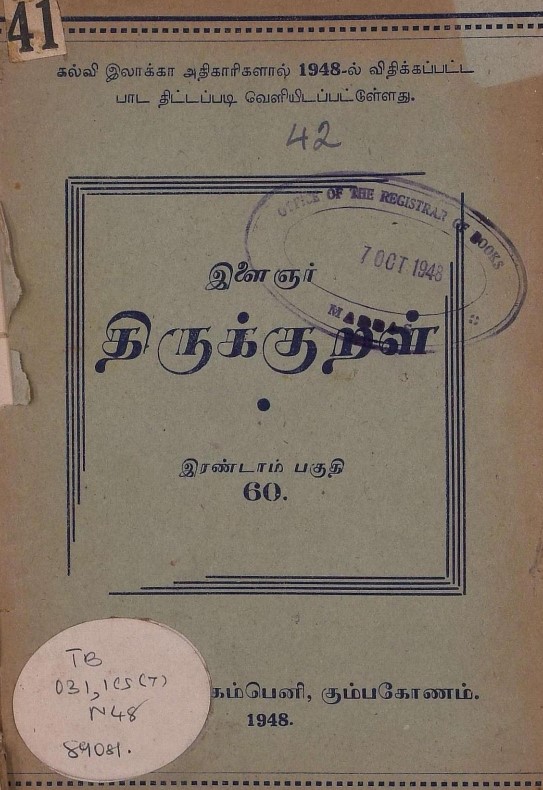 41
கல்வி இலாக்கா அதிகாரிகளால் 1948-ல் விதிக்கப்பட்ட
பாட திட்டப்படி வெளியிடப்பட்டுள்ளது.
42
OFFICE OF THE REGISTRAR OF BOOKS
7 OCT 1948
MADRAS
இளைஞர்
திருக்குறள்
இரண்டாம் பகுதி
60.
TB
031,1CS(T)
N48
89081.
கம்பெனி, கும்பகோணம்.
1948.